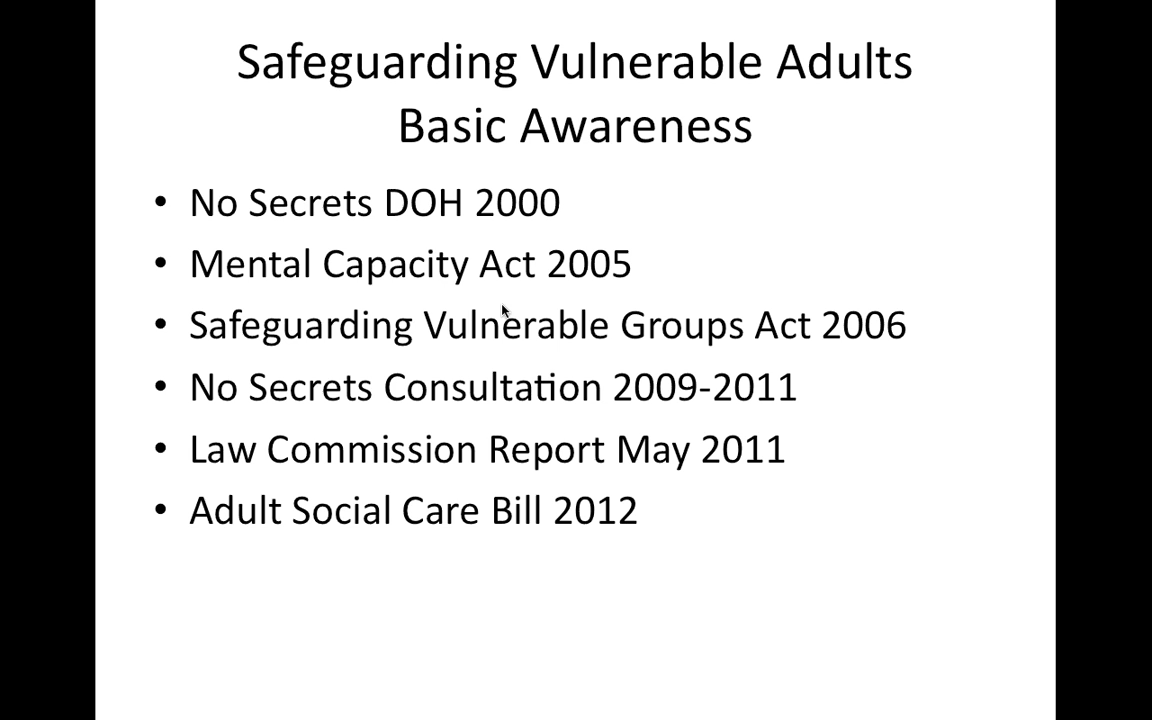 Safeguarding Vulnerable Adults
Basic Awareness
• No Secrets DOH 2000
• Mental Capacity Act 2005
• Safeguarding Vulnerable Groups Act 2006
• No Secrets Consultation 2009-2011
• Law Commission Report May 2011
• Adult Social Care Bill 2012